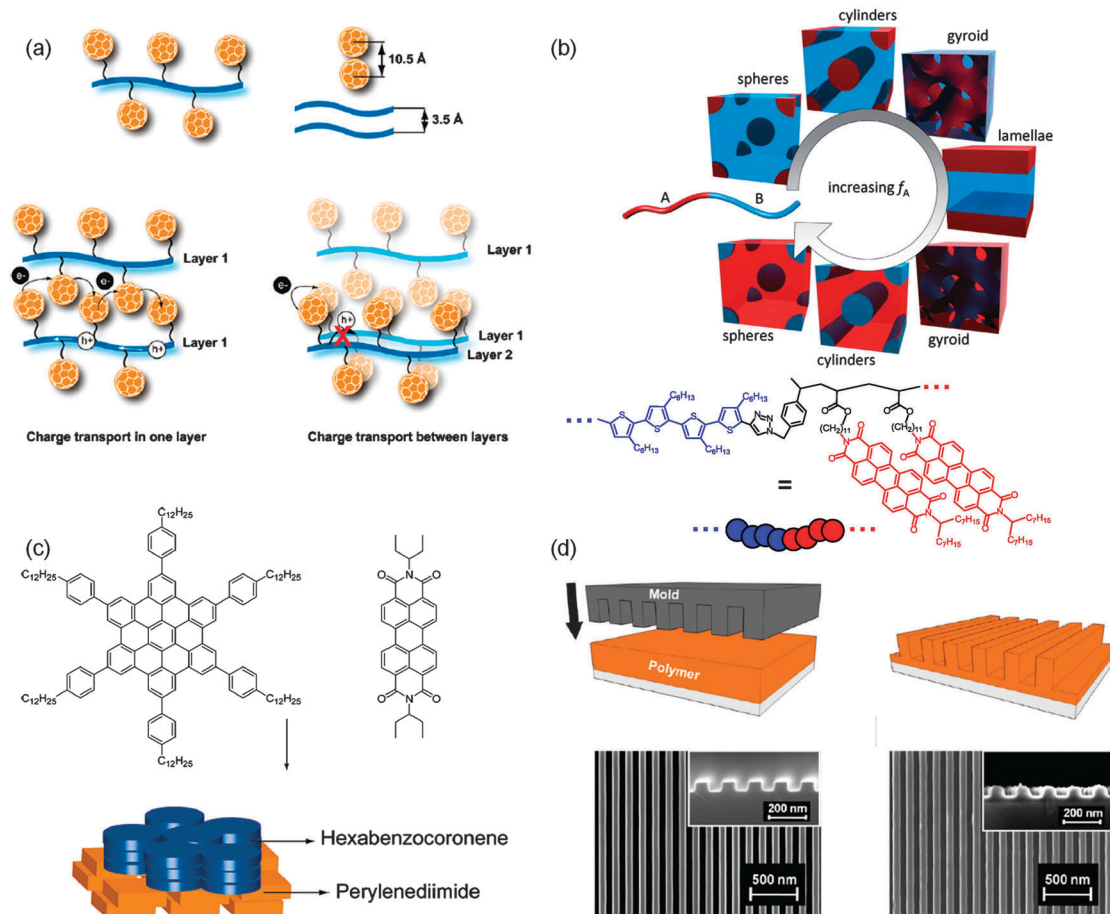 (a)
10.5 Å
3.5 Å
Layer 1
e-
e-
h+
h+
Layer 1
Layer 1
e-
h+
Layer 1
Layer 2
Charge transport in one layer
Charge transport between layers
(b)
cylinders
gyroid
spheres
lamellae
increasing fA
A
B
spheres
cylinders
gyroid
C6H13
C6H13
C6H13
C6H13
S
S
S
S
N=N
N
O
O
O
O
(CH2)11
(CH2)11
O
N
O
O
N
O
O
N
O
O
N
O
C7H15
C7H15
C7H15
C7H15
=
(c)
C12H25
C12H25
C12H25
C12H25
C12H25
C12H25
O
N
O
O
N
O
Hexabenzocoronene
Perylenediimide
(d)
Mold
Polymer
200 nm
500 nm
200 nm
500 nm